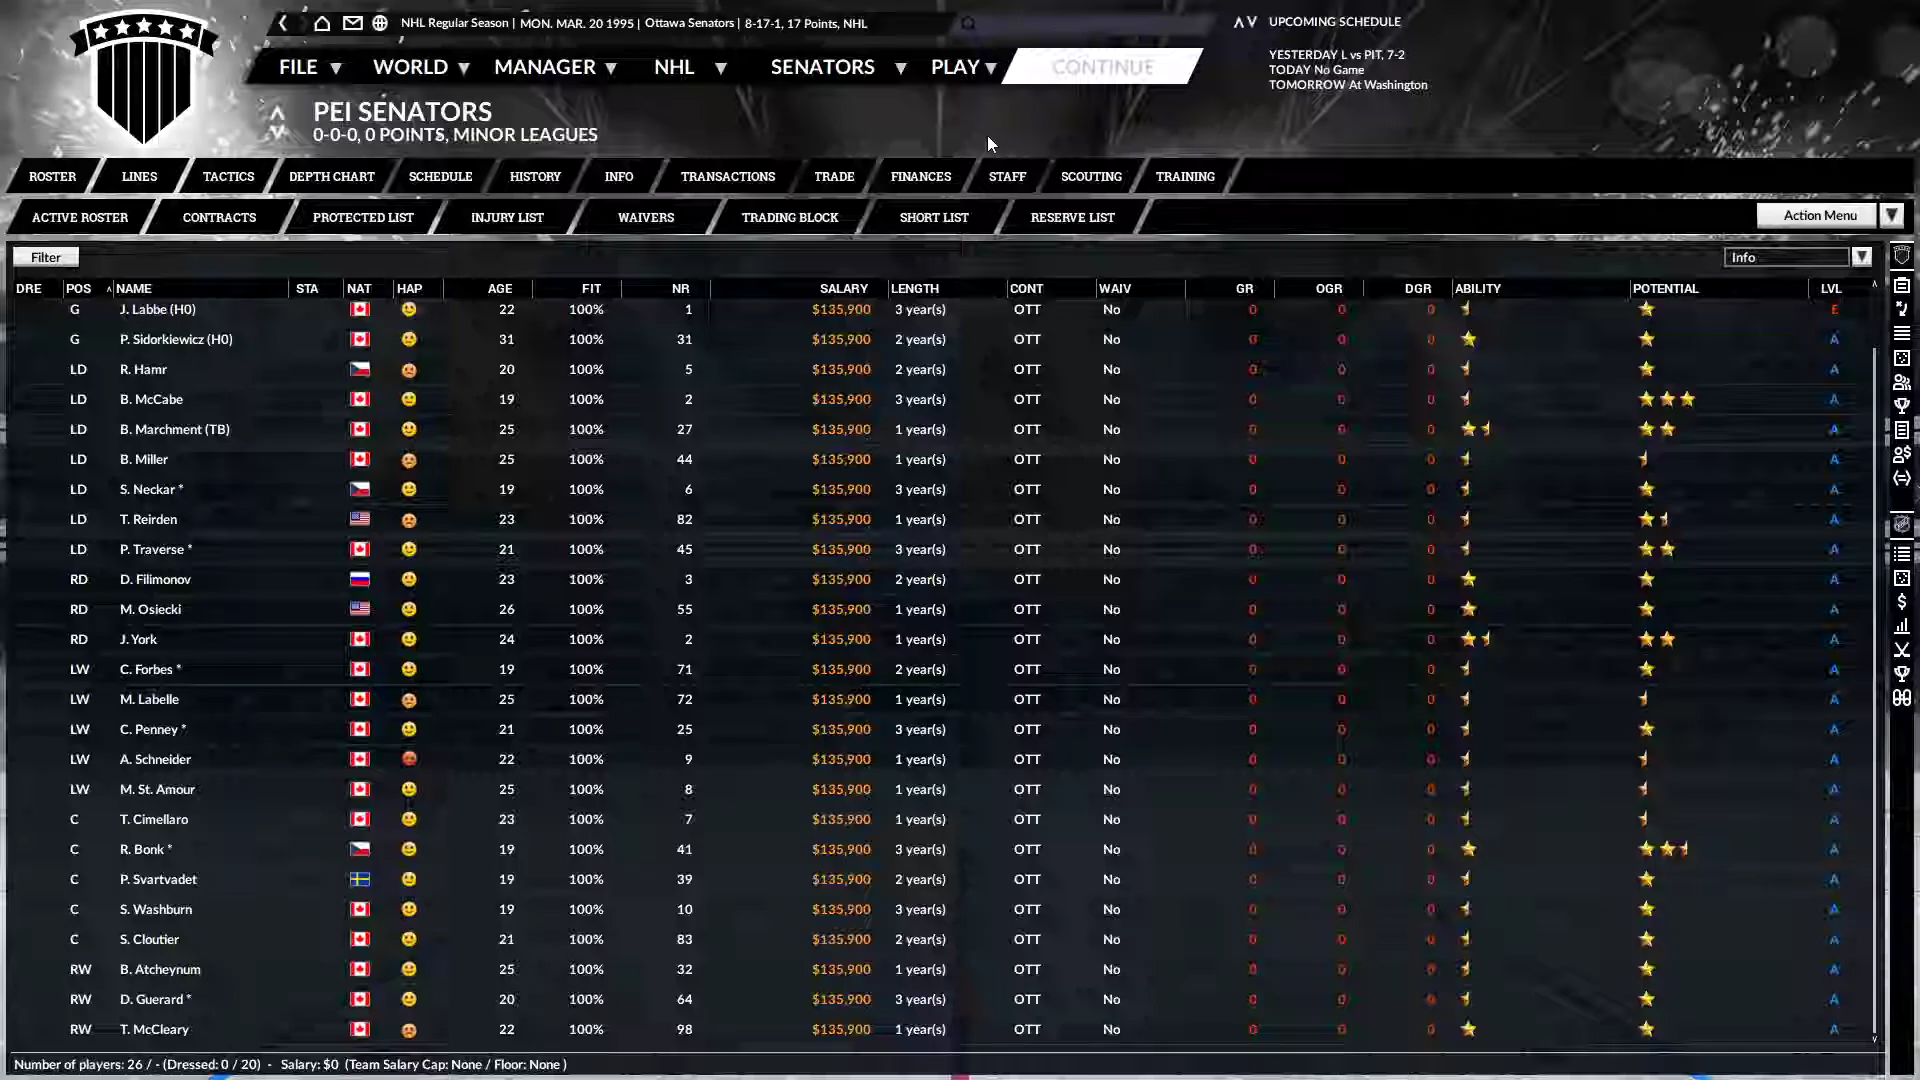 NHL Regular Season | MON. MAR. 20 1995 | Ottawa Senators | 8-17-1, 17 Points, NHL
UPCOMING SCHEDULE
YESTERDAY L vs PIT, 7-2
TODAY No Game
TOMORROW At Washington
FILE WORLD MANAGER NHL SENATORS PLAY CONTINUE
PEI SENATORS
0-0-0, 0 POINTS, MINOR LEAGUES
ROSTER LINES TACTICS DEPTH CHART SCHEDULE HISTORY INFO TRANSACTIONS TRADE FINANCES STAFF SCOUTING TRAINING
ACTIVE ROSTER CONTRACTS PROTECTED LIST INJURY LIST WAIVERS TRADING BLOCK SHORT LIST RESERVE LIST Action Menu
Filter Info
DRE POS NAME STA NAT HAP AGE FIT NR SALARY LENGTH CONT WAIV GR OGR DGR ABILITY POTENTIAL LVL
G J. Labbe (H0) 22 100% 1 $135,900 3 year(s) OTT No 0 0 0 E
G P. Sidorkiewicz (H0) 31 100% 31 $135,900 2 year(s) OTT No 0 0 0 A
LD R. Hamr 20 100% 5 $135,900 2 year(s) OTT No 0 0 0 A
LD B. McCabe 19 100% 2 $135,900 3 year(s) OTT No 0 0 0 A
LD B. Marchment (TB) 25 100% 27 $135,900 1 year(s) OTT No 0 0 0 A
LD B. Miller 25 100% 44 $135,900 1 year(s) OTT No 0 0 0 A
LD S. Neckar * 19 100% 6 $135,900 3 year(s) OTT No 0 0 0 A
LD T. Reirden 23 100% 82 $135,900 1 year(s) OTT No 0 0 0 A
LD P. Traverse * 21 100% 45 $135,900 3 year(s) OTT No 0 0 0 A
RD D. Filimonov 23 100% 3 $135,900 2 year(s) OTT No 0 0 0 A
RD M. Osiecki 26 100% 55 $135,900 1 year(s) OTT No 0 0 0 A
RD J. York 24 100% 2 $135,900 1 year(s) OTT No 0 0 0 A
LW C. Forbes * 19 100% 71 $135,900 2 year(s) OTT No 0 0 0 A
LW M. Labelle 25 100% 72 $135,900 1 year(s) OTT No 0 0 0 A
LW C. Penney * 21 100% 25 $135,900 3 year(s) OTT No 0 0 0 A
LW A. Schneider 22 100% 9 $135,900 1 year(s) OTT No 0 0 0 A
LW M. St. Amour 25 100% 8 $135,900 1 year(s) OTT No 0 0 0 A
C T. Cimellaro 23 100% 7 $135,900 1 year(s) OTT No 0 0 0 A
C R. Bonk * 19 100% 41 $135,900 3 year(s) OTT No 0 0 0 A
C P. Svartvadet 19 100% 39 $135,900 2 year(s) OTT No 0 0 0 A
C S. Washburn 19 100% 10 $135,900 3 year(s) OTT No 0 0 0 A
C S. Cloutier 21 100% 83 $135,900 2 year(s) OTT No 0 0 0 A
RW B. Atcheynum 25 100% 32 $135,900 1 year(s) OTT No 0 0 0 A
RW D. Guerard * 20 100% 64 $135,900 3 year(s) OTT No 0 0 0 A
RW T. McCleary 22 100% 98 $135,900 1 year(s) OTT No 0 0 0 A
Number of players: 26 / - (Dressed: 0 / 20) - Salary: $0 (Team Salary Cap: None / Floor: None )